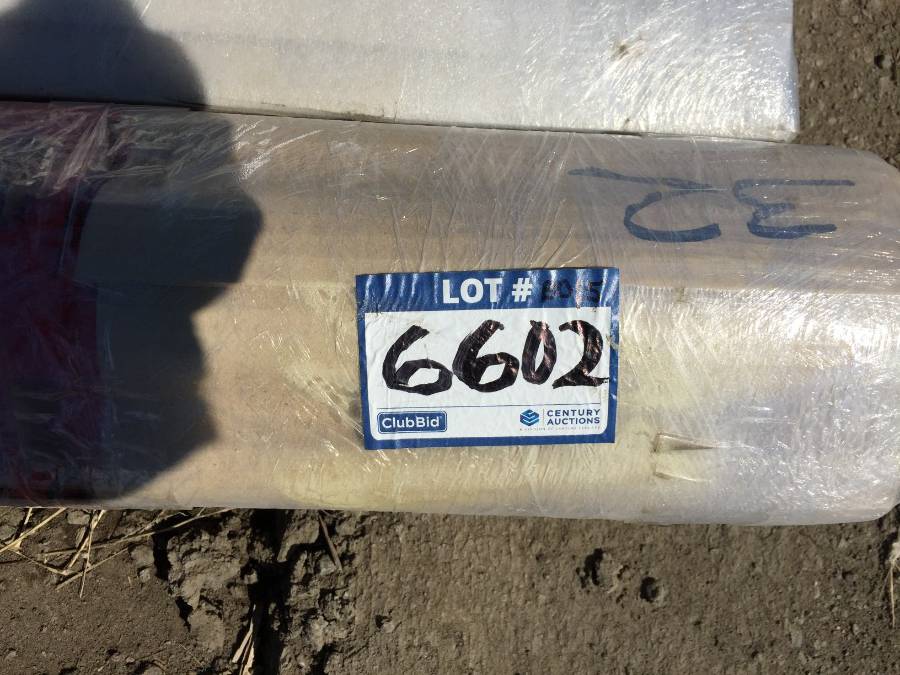 32
LOT #
6602
ClubBid
CENTURY
AUCTIONS